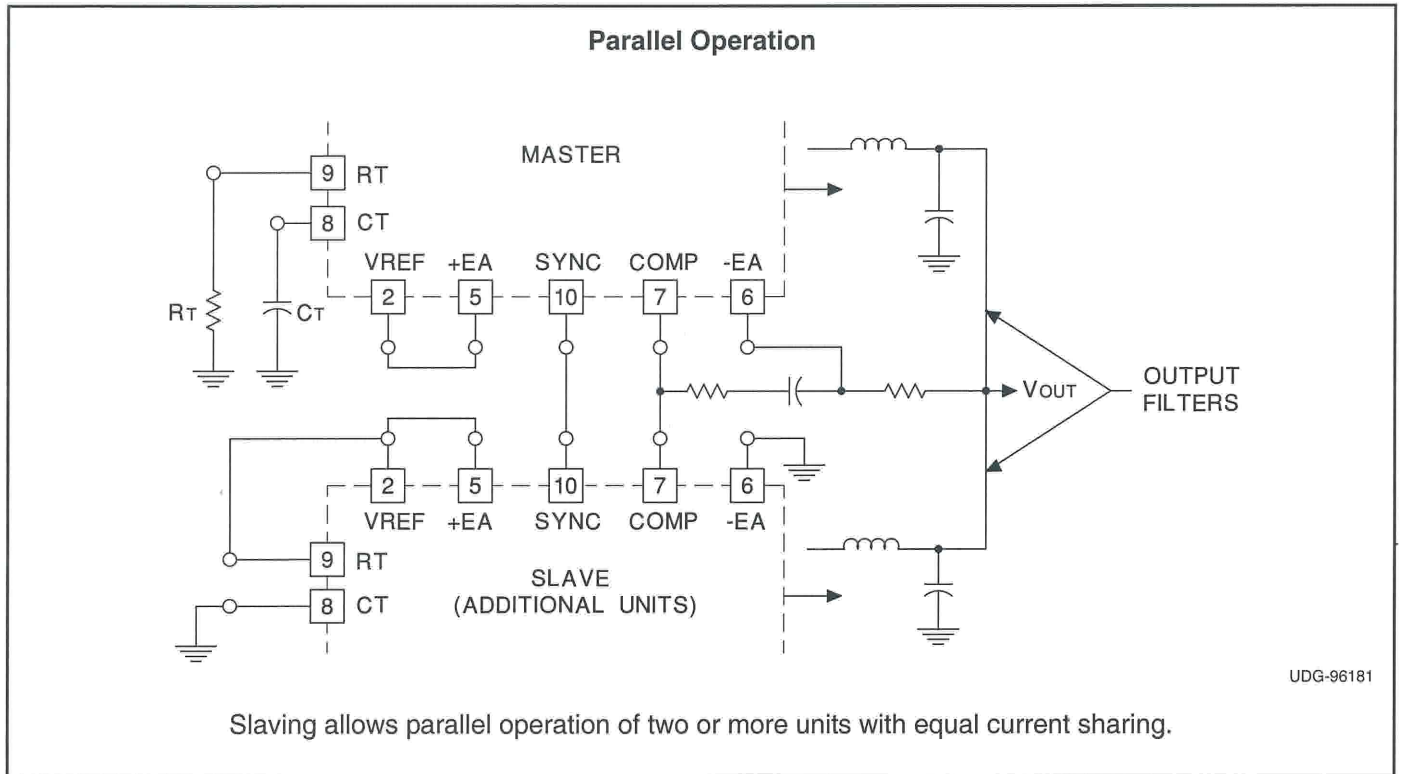 Parallel Operation
MASTER
9 RT
8 CT
VREF +EA SYNC COMP -EA
2 5 10 7 6
RT CT
VOUT
OUTPUT
FILTERS
2 5 10 7 6
VREF +EA SYNC COMP -EA
9 RT
8 CT
SLAVE
(ADDITIONAL UNITS)
UDG-96181
Slaving allows parallel operation of two or more units with equal current sharing.